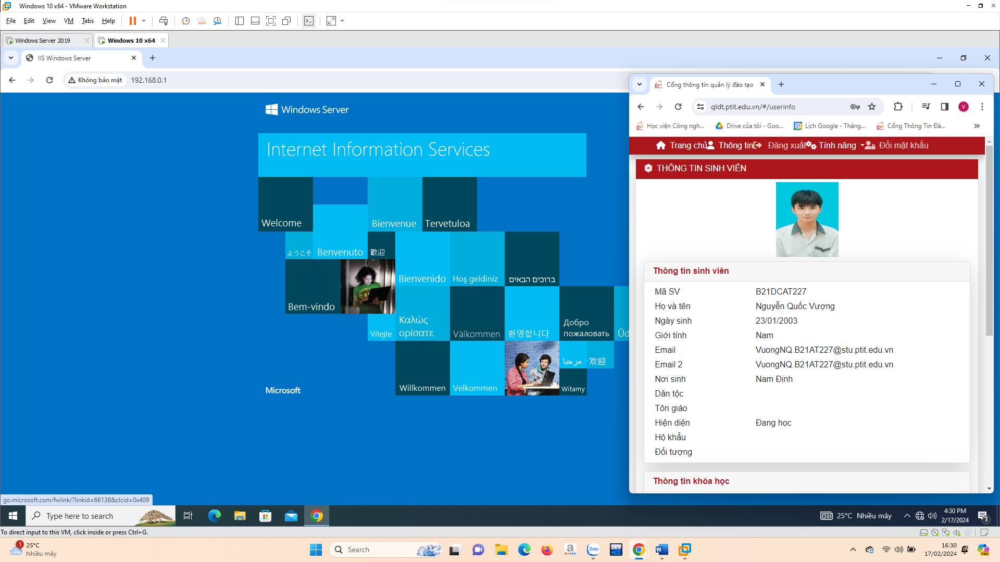 Windows 10 x64 - VMware Workstation
File Edit View VM Tabs Help
Windows Server 2019
Windows 10 x64
IIS Windows Server
Không bảo mật 192.168.0.1
Windows Server
Internet Information Services
Welcome
Bienvenue
Tervetuloa
ようこそ
Benvenuto
歡迎
Bienvenido
Hoş geldiniz
ברוכים הבאים
Bem-vindo
Vítejte
Καλώς
ορίσατε
Välkommen
환영합니다
Добро
пожаловать
Üd
مرحبا
欢迎
Willkommen
Velkommen
Witamy
Microsoft
go.microsoft.com/fwlink/?linkid=66138&clcid=0x409
Cổng thông tin quản lý đào tạo
qldt.ptit.edu.vn/#/userinfo
V
Học viện Công ngh...
Drive của tôi - Goo...
31
Lịch Google - Tháng...
Cổng Thông Tin Đà...
Trang chủ Thông tin Đăng xuất Tính năng Đổi mật khẩu
THÔNG TIN SINH VIÊN
Thông tin sinh viên
Mã SV B21DCAT227
Họ và tên Nguyễn Quốc Vượng
Ngày sinh 23/01/2003
Giới tính Nam
Email VuongNQ.B21AT227@stu.ptit.edu.vn
Email 2 VuongNQ.B21AT227@stu.ptit.edu.vn
Nơi sinh Nam Định
Dân tộc
Tôn giáo
Hiện diện Đang học
Hộ khẩu
Đối tượng
Thông tin khóa học
Type here to search
25°C Nhiều mây
4:30 PM
2/17/2024
3
To direct input to this VM, click inside or press Ctrl+G.
1
25°C
Nhiều mây
Search
a
Zalo
DEV
C++
W
16:30
17/02/2024
PRE